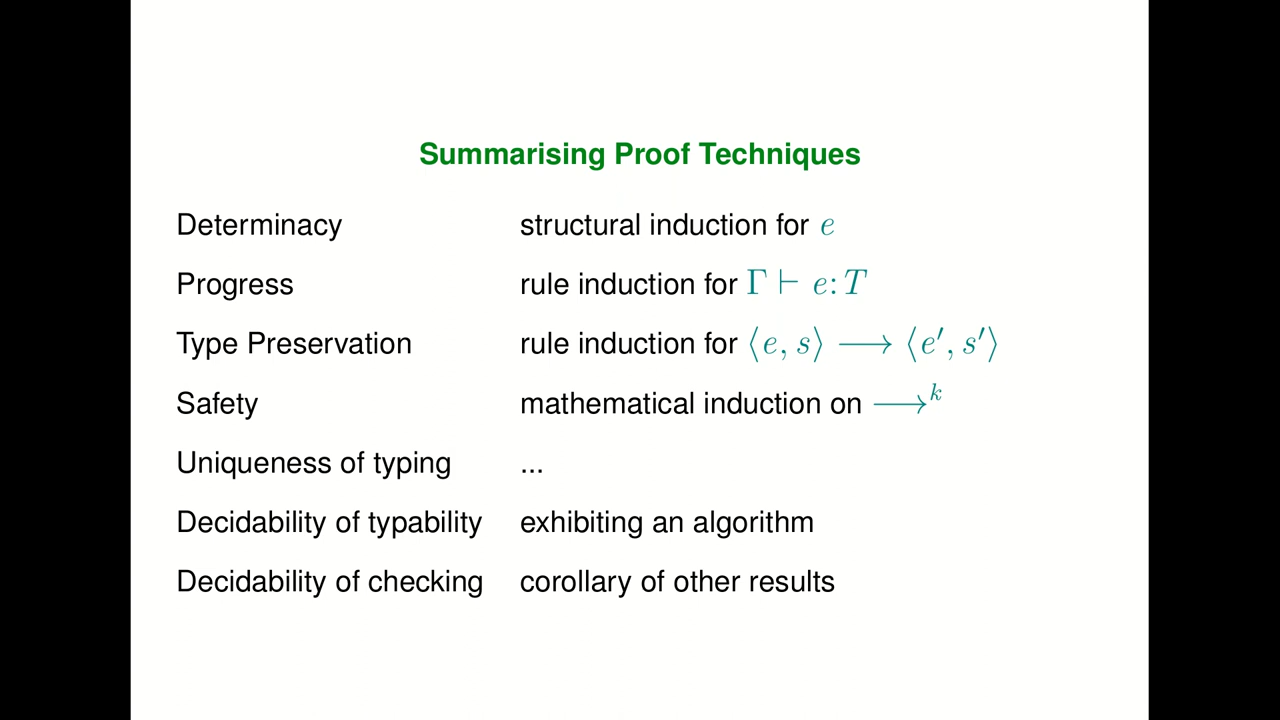 Summarising Proof Techniques
Determinacy structural induction for e
Progress rule induction for Γ ⊢ e:T
Type Preservation rule induction for ⟨e, s⟩ ⟶ ⟨e′, s′⟩
Safety mathematical induction on ⟶ᵏ
Uniqueness of typing ...
Decidability of typability exhibiting an algorithm
Decidability of checking corollary of other results